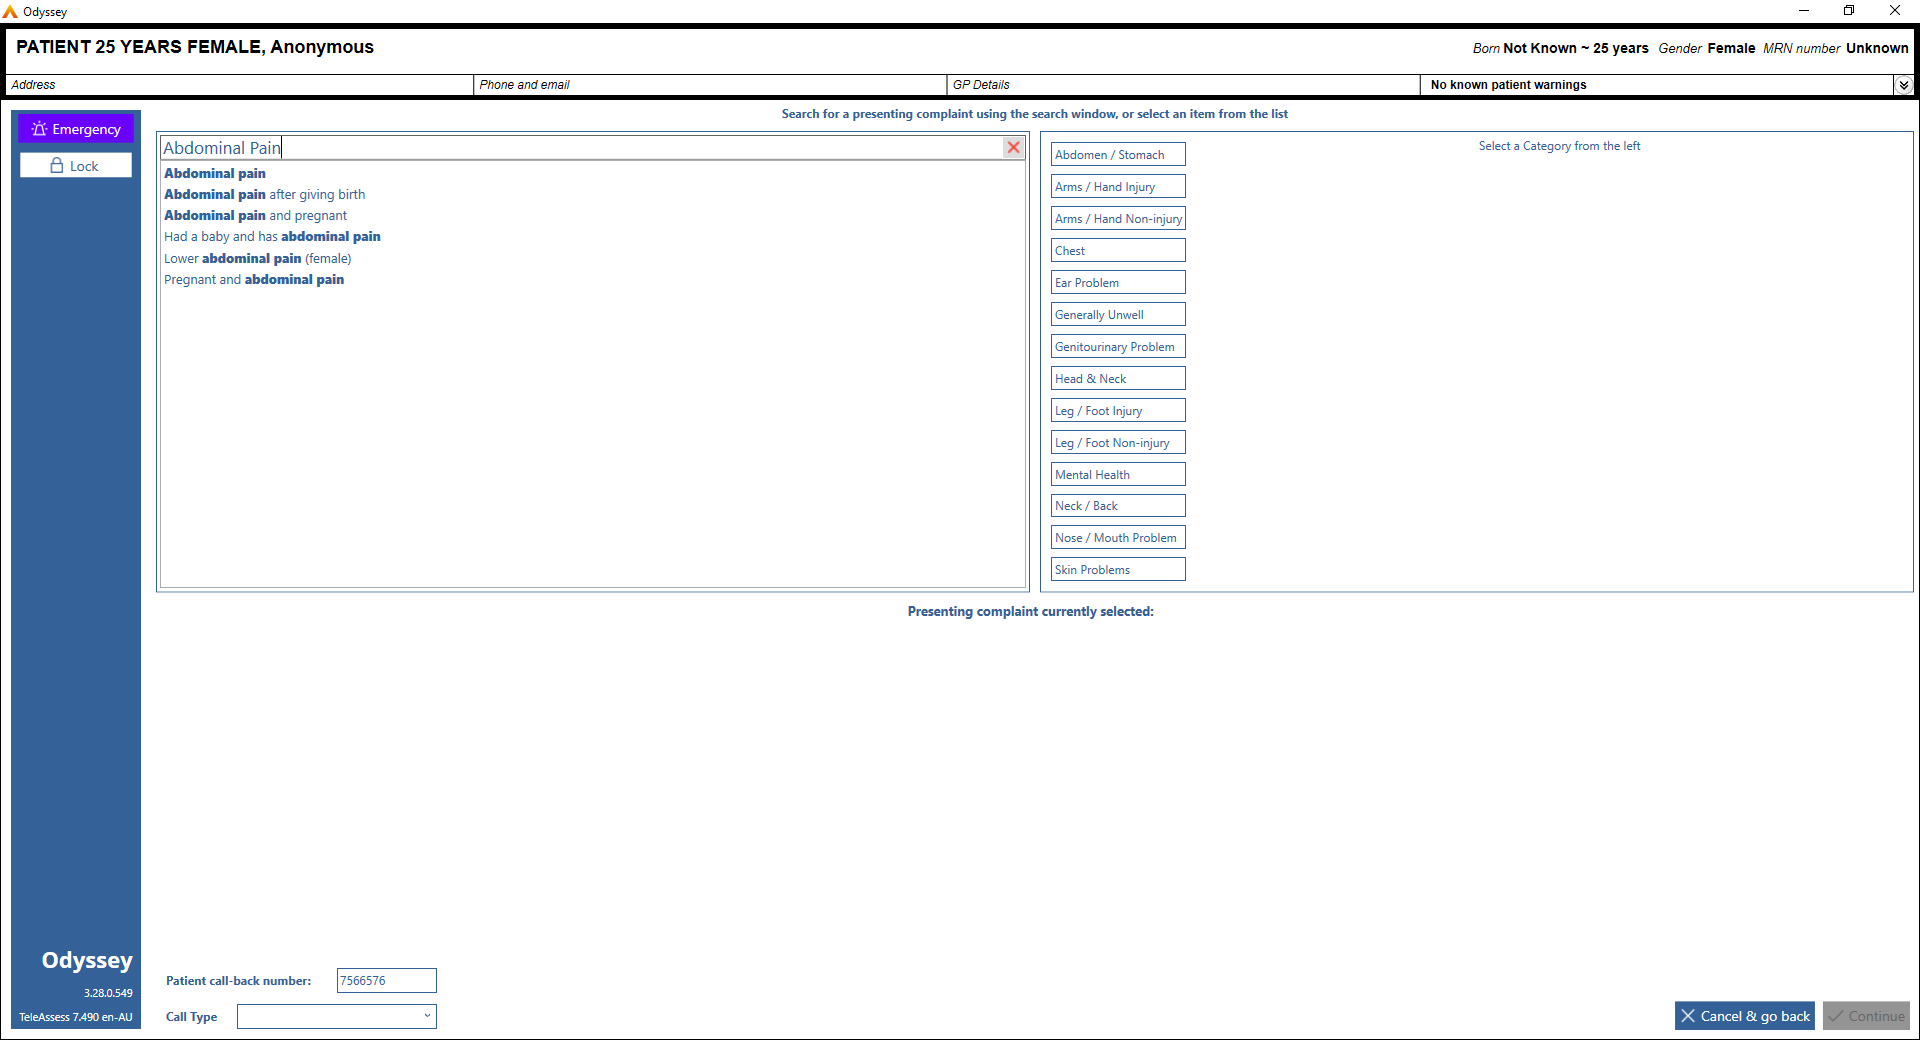 Odyssey
PATIENT 25 YEARS FEMALE, Anonymous
Born Not Known ~ 25 years Gender Female MRN number Unknown
Address
Phone and email
GP Details
No known patient warnings
Emergency
Lock
Search for a presenting complaint using the search window, or select an item from the list
Abdominal Pain
Abdominal pain
Abdominal pain after giving birth
Abdominal pain and pregnant
Had a baby and has abdominal pain
Lower abdominal pain (female)
Pregnant and abdominal pain
Abdomen / Stomach
Arms / Hand Injury
Arms / Hand Non-injury
Chest
Ear Problem
Generally Unwell
Genitourinary Problem
Head & Neck
Leg / Foot Injury
Leg / Foot Non-injury
Mental Health
Neck / Back
Nose / Mouth Problem
Skin Problems
Select a Category from the left
Presenting complaint currently selected:
Odyssey
3.28.0.549
TeleAssess 7.490 en-AU
Patient call-back number: 7566576
Call Type
Cancel & go back
Continue